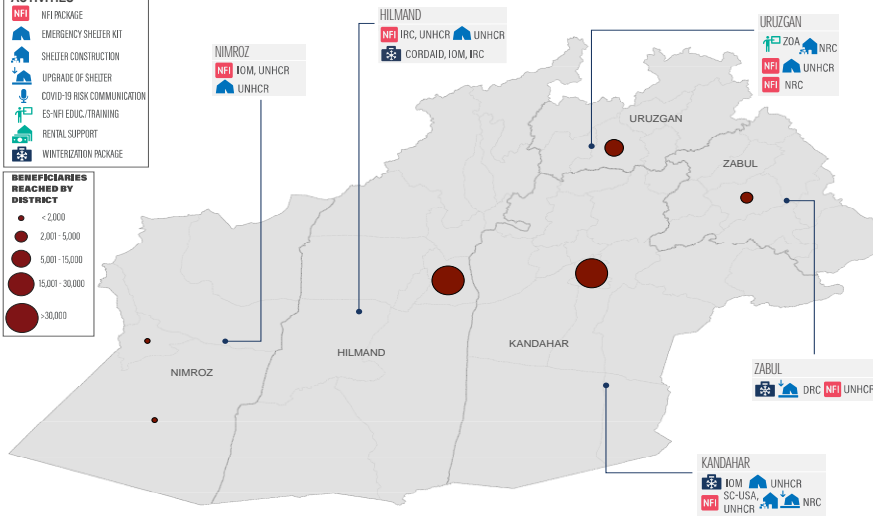 ACTIVITIES
NFI NFI PACKAGE
EMERGENCY SHELTER KIT
SHELTER CONSTRUCTION
UPGRADE OF SHELTER
COVID-19 RISK COMMUNICATION
ES-NFI EDUC./TRAINING
RENTAL SUPPORT
WINTERIZATION PACKAGE
BENEFICIARIES
REACHED BY
DISTRICT
< 2,000
2,001 - 5,000
5,001 - 15,000
15,001 - 30,000
>30,000
NIMROZ
NFI IOM, UNHCR
UNHCR
HILMAND
NFI IRC, UNHCR UNHCR
CORDAID, IOM, IRC
URUZGAN
ZOA NRC
NFI UNHCR
NFI NRC
URUZGAN
ZABUL
NIMROZ
HILMAND
KANDAHAR
ZABUL
DRC NFI UNHCR
KANDAHAR
IOM UNHCR
NFI SC-USA,
UNHCR NRC